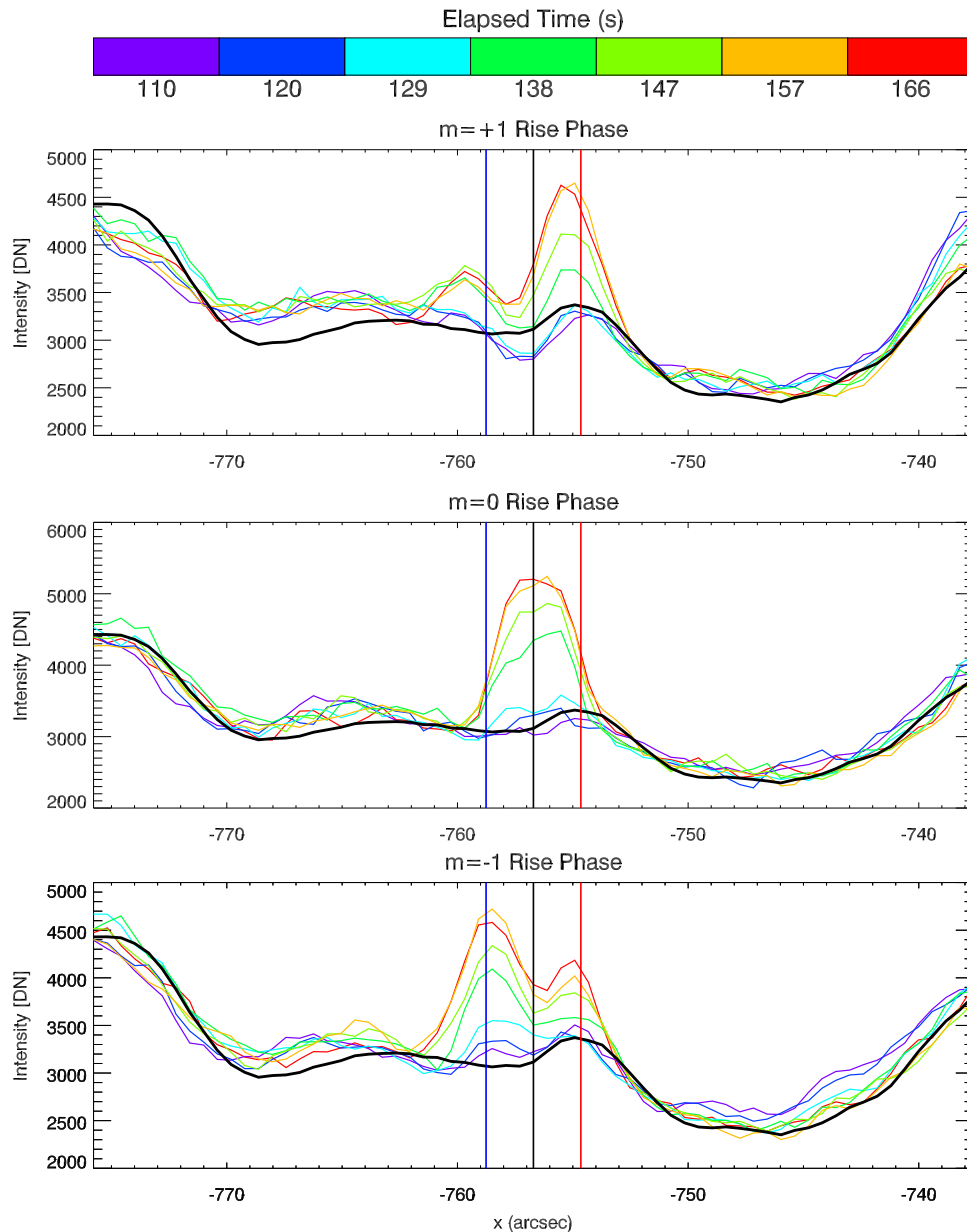 Elapsed Time (s)
110 120 129 138 147 157 166
m=+1 Rise Phase
5000
4500
4000
3500
3000
2500
2000
Intensity [DN]
-770 -760 -750 -740
m=0 Rise Phase
6000
5000
4000
3000
2000
Intensity [DN]
-770 -760 -750 -740
m=-1 Rise Phase
5000
4500
4000
3500
3000
2500
2000
Intensity [DN]
-770 -760 -750 -740
x (arcsec)